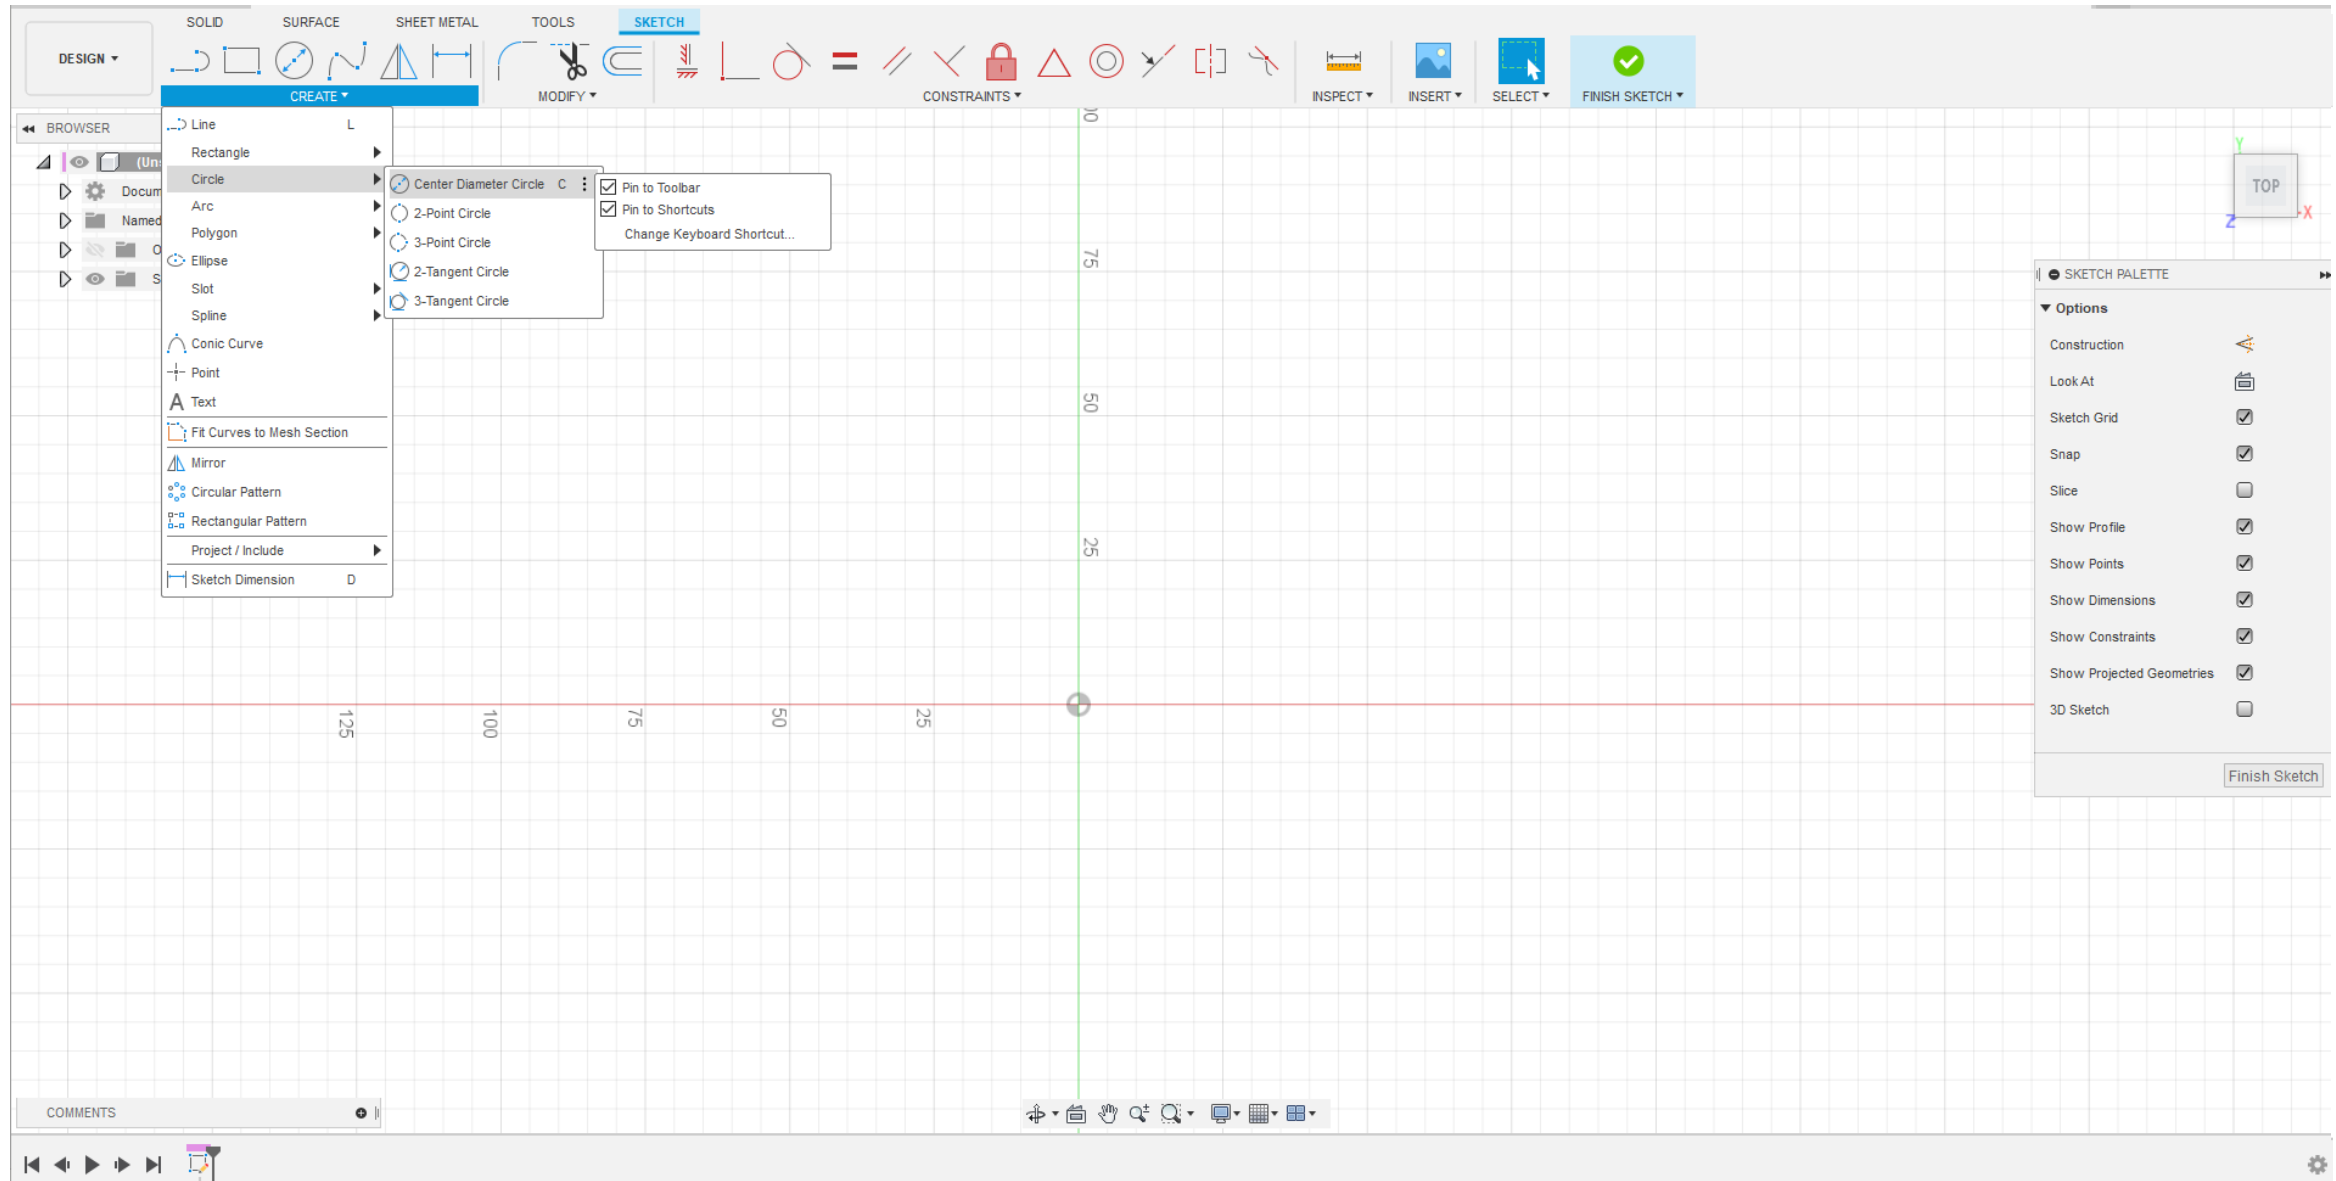 SOLID SURFACE SHEET METAL TOOLS SKETCH
DESIGN
CREATE MODIFY CONSTRAINTS INSPECT INSERT SELECT FINISH SKETCH
BROWSER
(Un
Docum
Named
O
S
Line L
Rectangle
Circle
Arc
Polygon
Ellipse
Slot
Spline
Conic Curve
Point
A Text
Fit Curves to Mesh Section
Mirror
Circular Pattern
Rectangular Pattern
Project / Include
Sketch Dimension D
Center Diameter Circle C
2-Point Circle
3-Point Circle
2-Tangent Circle
3-Tangent Circle
Pin to Toolbar
Pin to Shortcuts
Change Keyboard Shortcut...
75
50
25
125 100 75 50 25
Y
TOP
X
Z
SKETCH PALETTE
Options
Construction
Look At
Sketch Grid
Snap
Slice
Show Profile
Show Points
Show Dimensions
Show Constraints
Show Projected Geometries
3D Sketch
Finish Sketch
COMMENTS